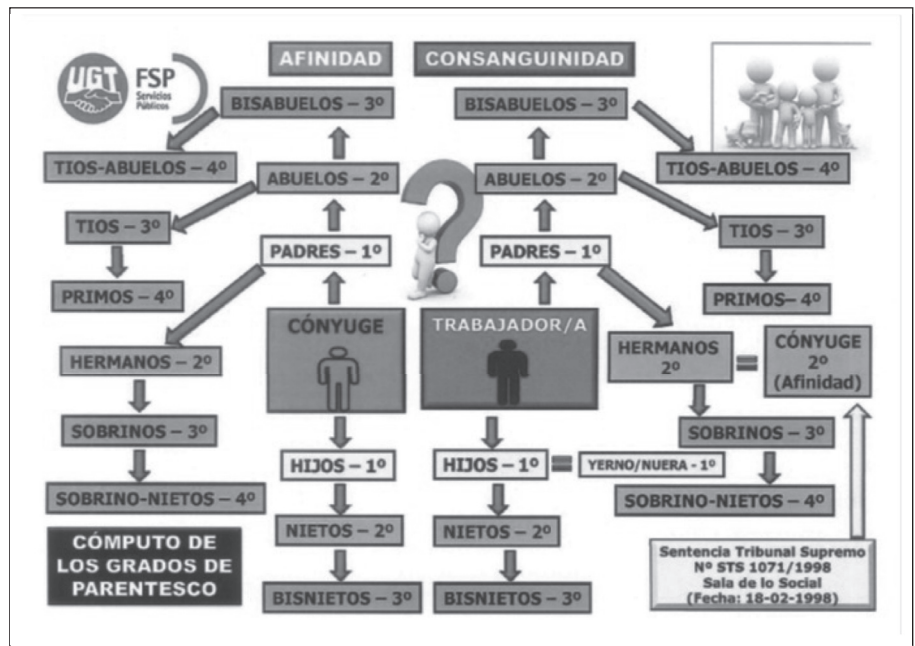 AFINIDAD
CONSANGUINIDAD
UGT
FSP
Servicios
Públicos
BISABUELOS – 3º
BISABUELOS – 3º
TIOS-ABUELOS – 4º
ABUELOS – 2º
ABUELOS – 2º
TIOS-ABUELOS – 4º
TIOS – 3º
PADRES - 1º
PADRES - 1º
TIOS – 3º
PRIMOS – 4º
PRIMOS– 4º
CÓNYUGE
TRABAJADOR/A
HERMANOS – 2º
HERMANOS
2º
=
CÓNYUGE
2º
(Afinidad)
SOBRINOS – 3º
SOBRINOS – 3º
HIJOS – 1º
HIJOS – 1º
=
YERNO/NUERA - 1º
SOBRINO-NIETOS – 4º
SOBRINO-NIETOS – 4º
NIETOS – 2º
NIETOS – 2º
CÓMPUTO DE
LOS GRADOS DE
PARENTESCO
BISNIETOS – 3º
BISNIETOS – 3º
Sentencia Tribunal Supremo
Nº STS 1071/1998
Sala de lo Social
(Fecha: 18-02-1998)